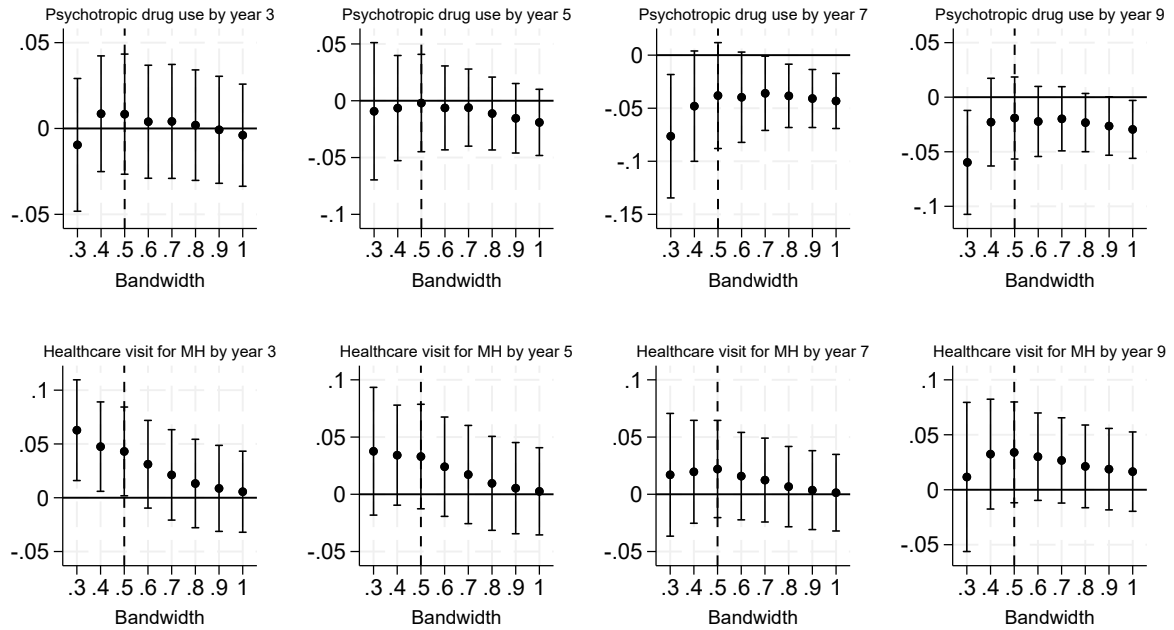 Psychotropic drug use by year 3
.05
0
-.05
.3 .4 .5 .6 .7 .8 .9 1
Bandwidth
Psychotropic drug use by year 5
.05
0
-.05
-.1
.3 .4 .5 .6 .7 .8 .9 1
Bandwidth
Psychotropic drug use by year 7
0
-.05
-.1
-.15
.3 .4 .5 .6 .7 .8 .9 1
Bandwidth
Psychotropic drug use by year 9
.05
0
-.05
-.1
.3 .4 .5 .6 .7 .8 .9 1
Bandwidth
Healthcare visit for MH by year 3
.1
.05
0
-.05
.3 .4 .5 .6 .7 .8 .9 1
Bandwidth
Healthcare visit for MH by year 5
.1
.05
0
-.05
.3 .4 .5 .6 .7 .8 .9 1
Bandwidth
Healthcare visit for MH by year 7
.1
.05
0
-.05
.3 .4 .5 .6 .7 .8 .9 1
Bandwidth
Healthcare visit for MH by year 9
.1
.05
0
-.05
.3 .4 .5 .6 .7 .8 .9 1
Bandwidth